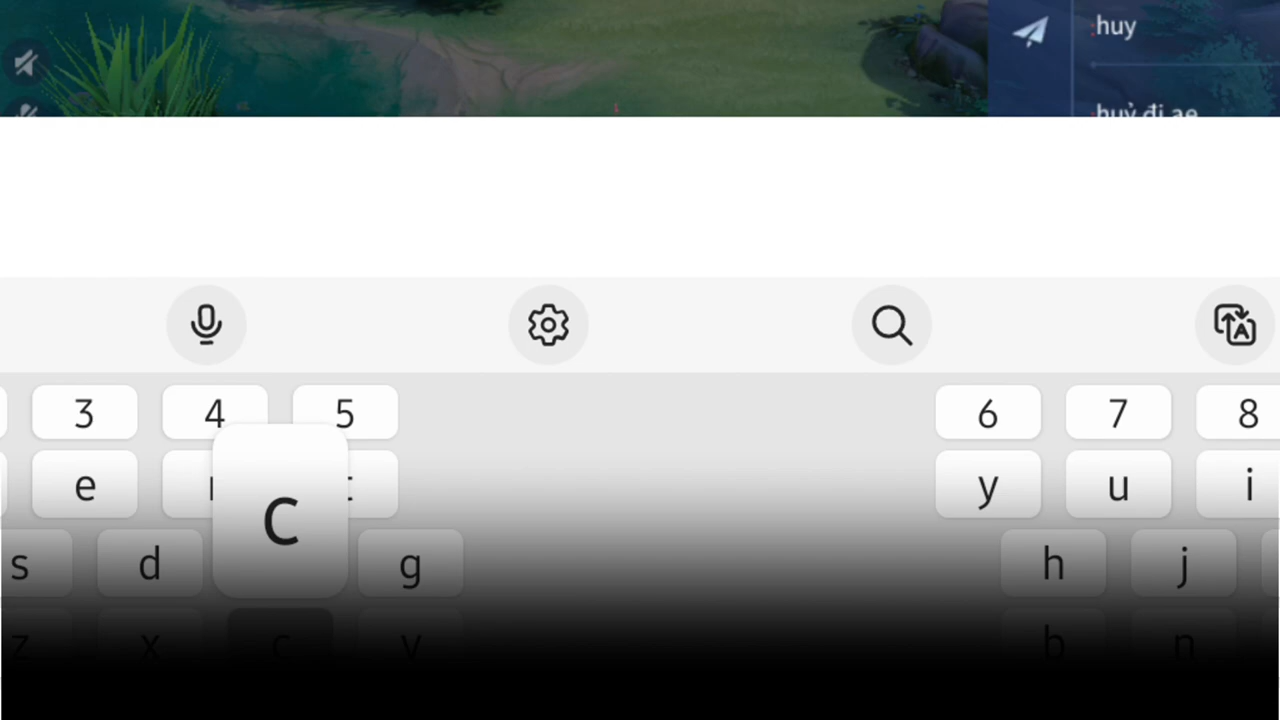 :huy
:huỷ đi ae
3 4 5 6 7 8
e t y u i
c
s d g h j
z x c v b n